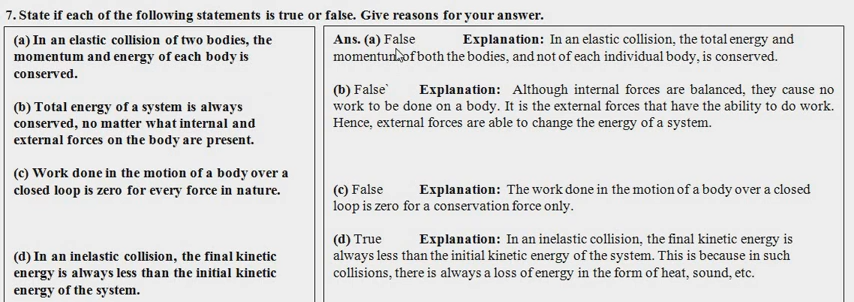 7. State if each of the following statements is true or false. Give reasons for your answer.
(a) In an elastic collision of two bodies, the
momentum and energy of each body is
conserved.
(b) Total energy of a system is always
conserved, no matter what internal and
external forces on the body are present.
(c) Work done in the motion of a body over a
closed loop is zero for every force in nature.
(d) In an inelastic collision, the final kinetic
energy is always less than the initial kinetic
energy of the system.
Ans. (a) False Explanation: In an elastic collision, the total energy and
momentum of both the bodies, and not of each individual body, is conserved.
(b) False` Explanation: Although internal forces are balanced, they cause no
work to be done on a body. It is the external forces that have the ability to do work.
Hence, external forces are able to change the energy of a system.
(c) False Explanation: The work done in the motion of a body over a closed
loop is zero for a conservation force only.
(d) True Explanation: In an inelastic collision, the final kinetic energy is
always less than the initial kinetic energy of the system. This is because in such
collisions, there is always a loss of energy in the form of heat, sound, etc.